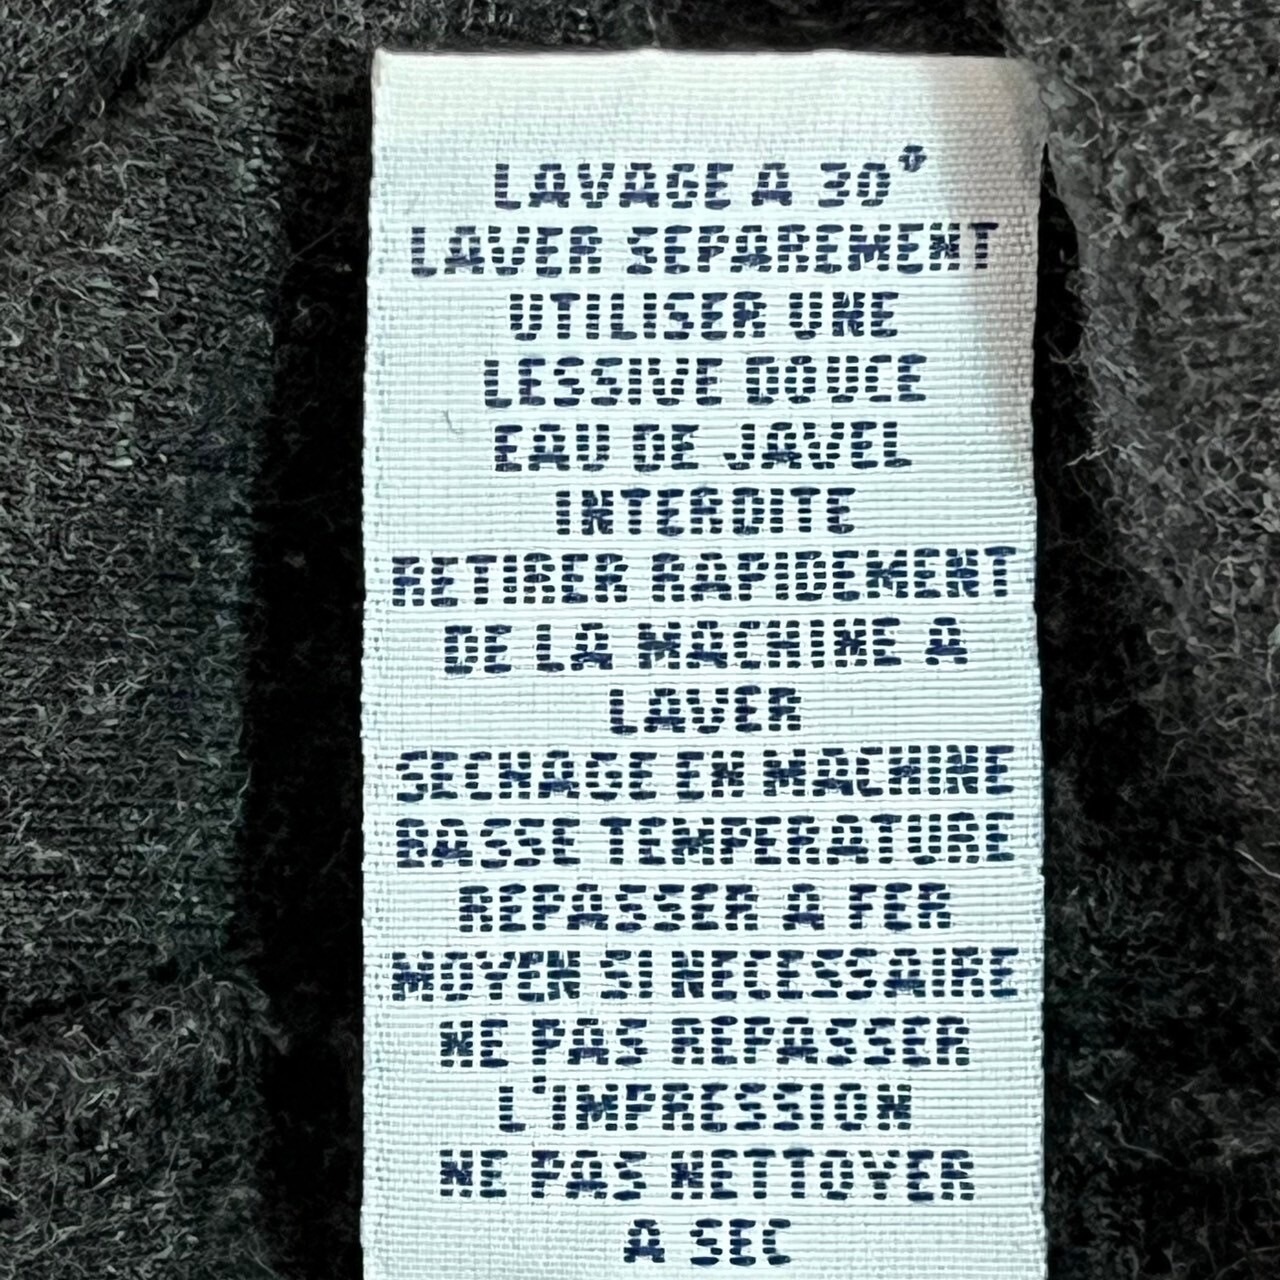 LAVAGE A 30°
LAVER SEPAREMENT
UTILISER UNE
LESSIVE DOUCE
EAU DE JAVEL
INTERDITE
RETIRER RAPIDEMENT
DE LA MACHINE A
LAVER
SECHAGE EN MACHINE
BASSE TEMPERATURE
REPASSER A FER
MOYEN SI NECESSAIRE
NE PAS REPASSER
L'IMPRESSION
NE PAS NETTOYER
A SEC